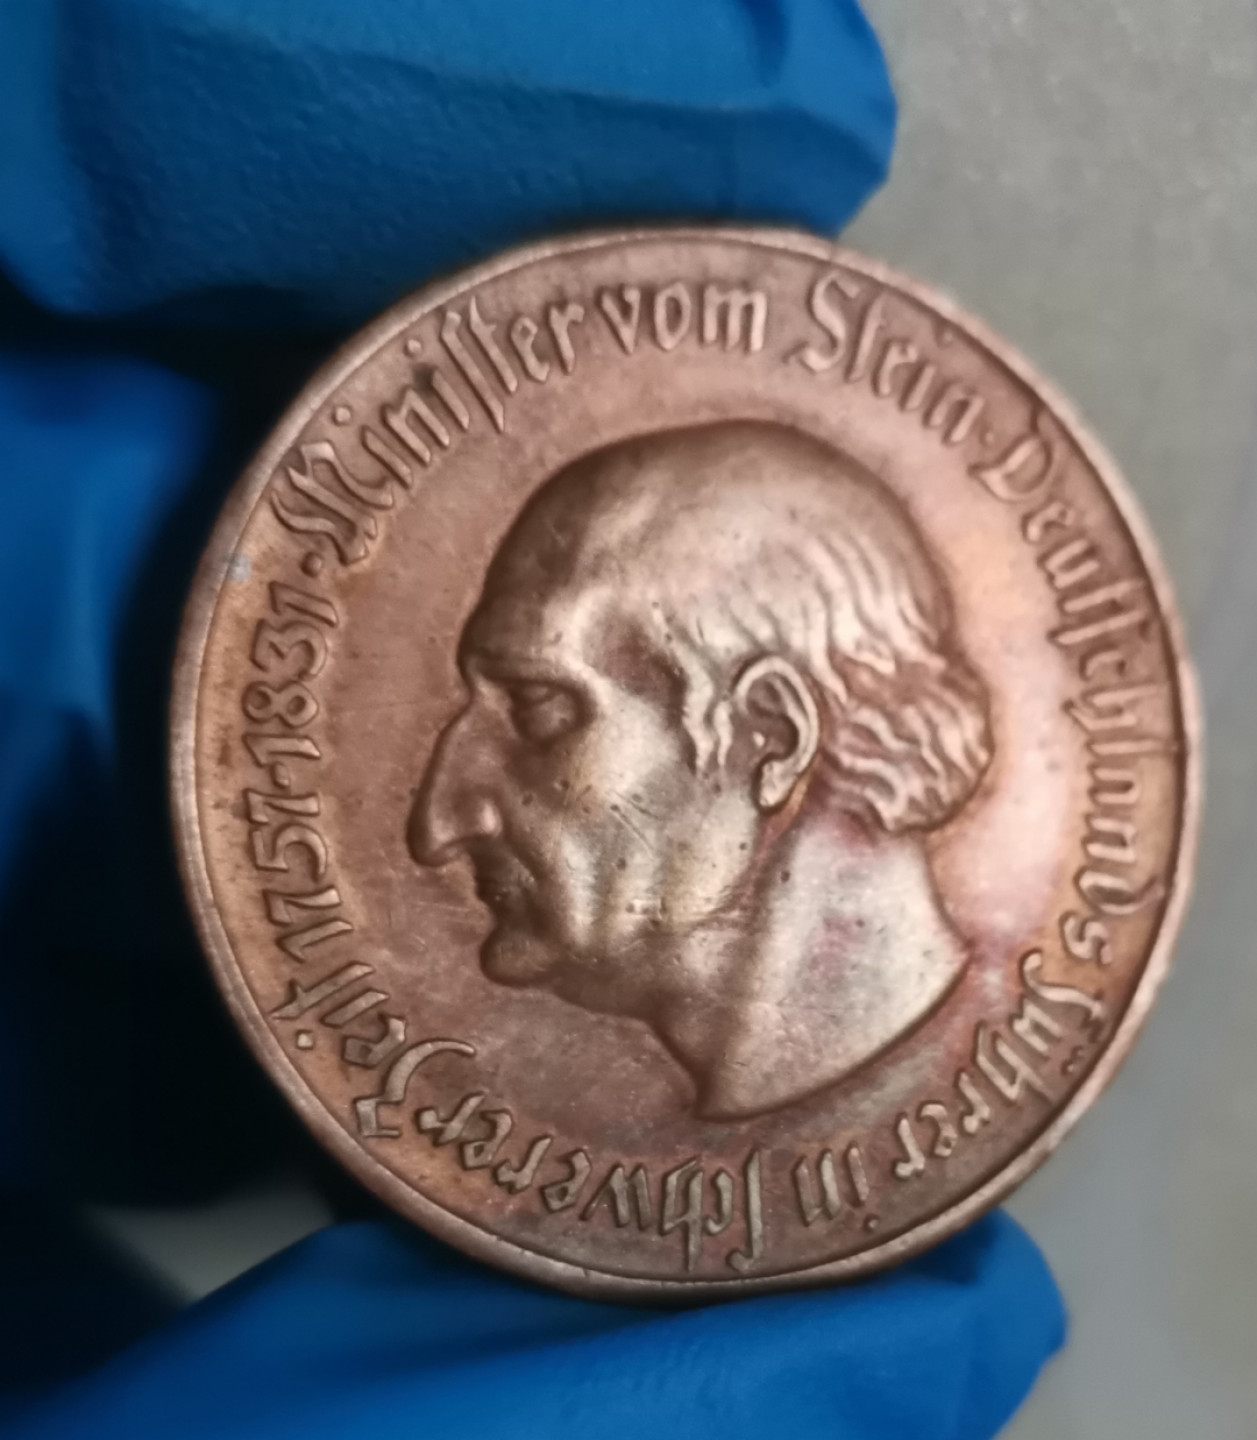 Minister vom Stein · Deutschlands Führer in schwerer Zeit 1757-1831 ·